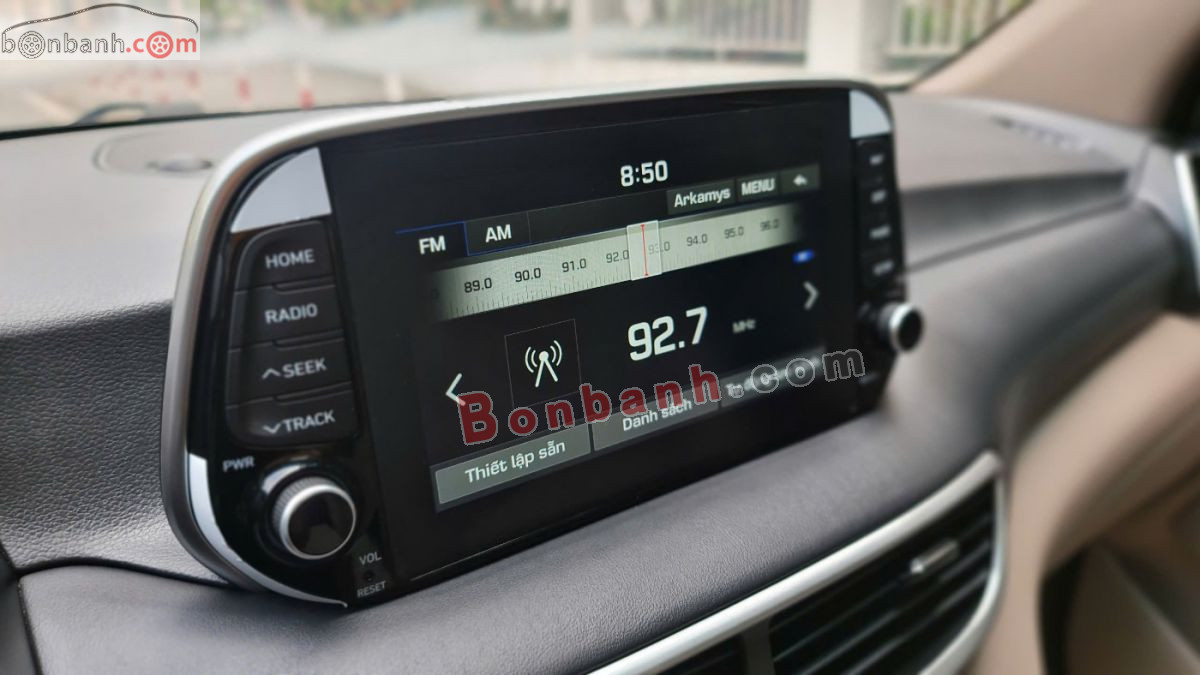 bonbanh.com
8:50
Arkamys MENU
FM AM
89.0 90.0 91.0 92.0 93.0 94.0 95.0 96.0
HOME
RADIO
SEEK
TRACK
92.7 MHz
Bonbanh.com
Thiết lập sẵn Danh sách
PWR
VOL
RESET